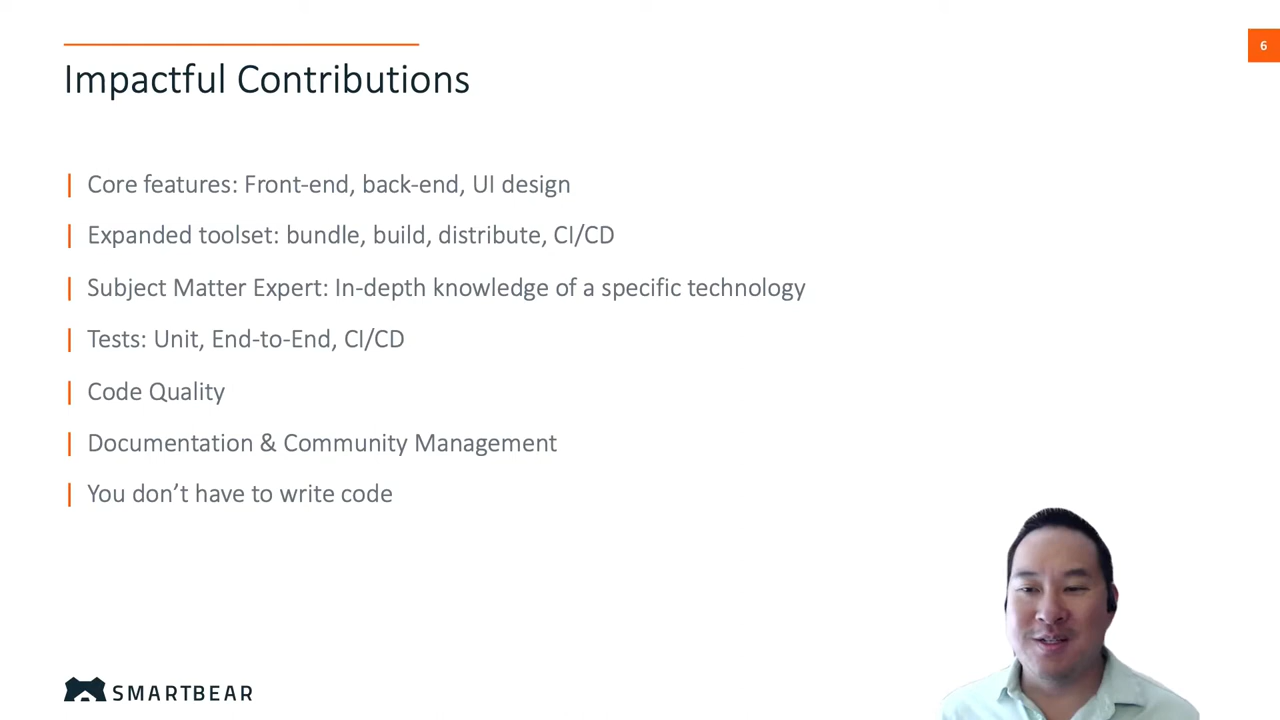 6
Impactful Contributions
Core features: Front-end, back-end, UI design
Expanded toolset: bundle, build, distribute, CI/CD
Subject Matter Expert: In-depth knowledge of a specific technology
Tests: Unit, End-to-End, CI/CD
Code Quality
Documentation & Community Management
You don’t have to write code
SMARTBEAR